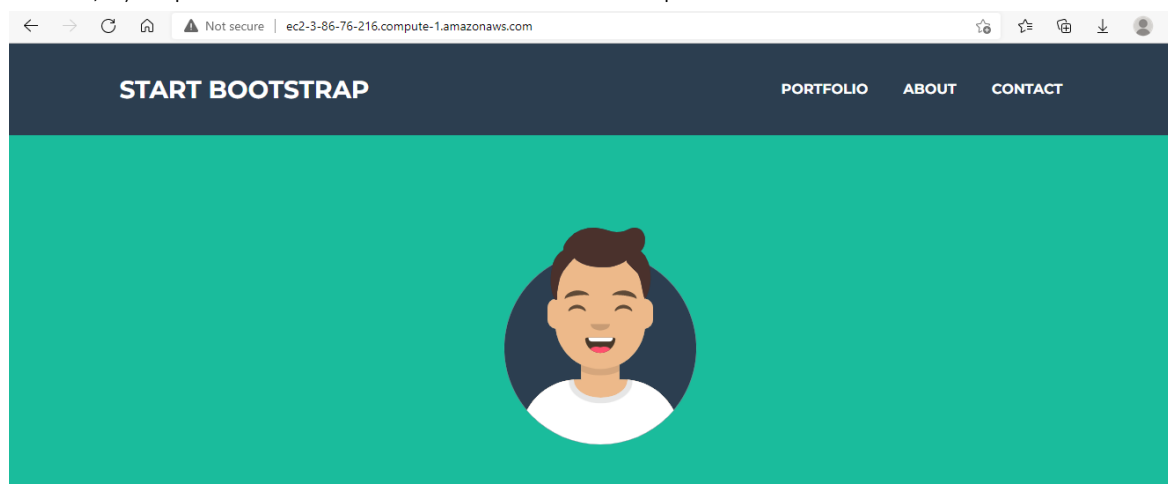 Not secure | ec2-3-86-76-216.compute-1.amazonaws.com
START BOOTSTRAP
PORTFOLIO ABOUT CONTACT